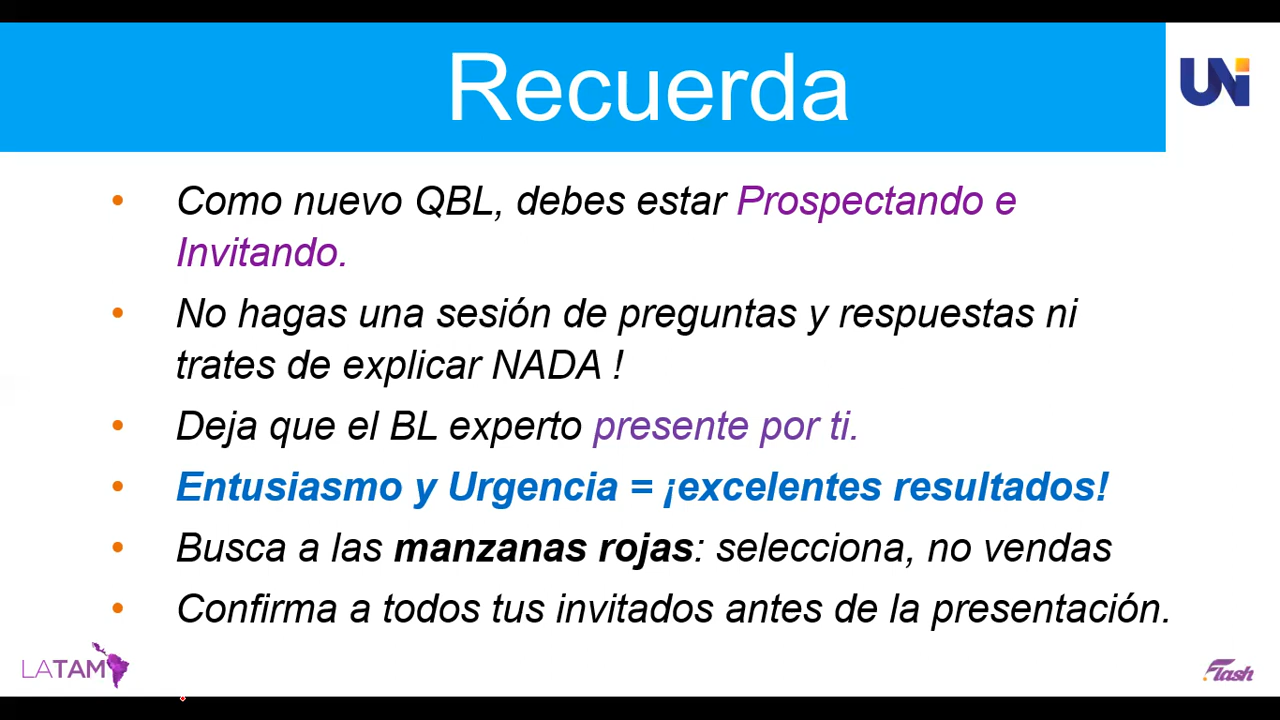 Recuerda
UNi
• Como nuevo QBL, debes estar Prospectando e
Invitando.
• No hagas una sesión de preguntas y respuestas ni
trates de explicar NADA !
• Deja que el BL experto presente por ti.
• Entusiasmo y Urgencia = ¡excelentes resultados!
• Busca a las manzanas rojas: selecciona, no vendas
• Confirma a todos tus invitados antes de la presentación.
LATAM
Flash